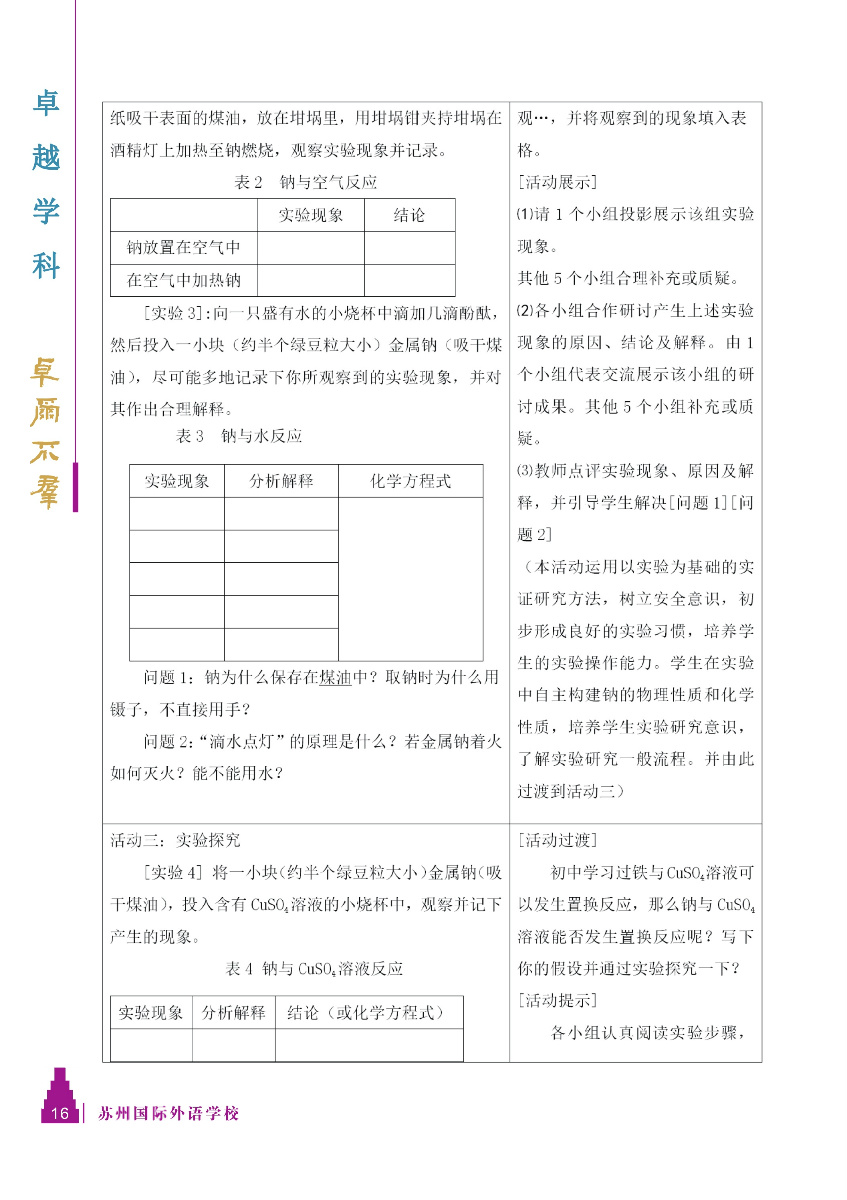 卓越学科
卓爾不羣
纸吸干表面的煤油，放在坩埚里，用坩埚钳夹持坩埚在
酒精灯上加热至钠燃烧，观察实验现象并记录。
表2 钠与空气反应
实验现象 结论
钠放置在空气中
在空气中加热钠
[实验3]:向一只盛有水的小烧杯中滴加几滴酚酞，
然后投入一小块（约半个绿豆粒大小）金属钠（吸干煤
油），尽可能多地记录下你所观察到的实验现象，并对
其作出合理解释。
表3 钠与水反应
实验现象 分析解释 化学方程式
问题1：钠为什么保存在煤油中？取钠时为什么用
镊子，不直接用手？
问题2：“滴水点灯”的原理是什么？若金属钠着火
如何灭火？能不能用水？
观…，并将观察到的现象填入表
格。
[活动展示]
⑴请1个小组投影展示该组实验
现象。
其他5个小组合理补充或质疑。
⑵各小组合作研讨产生上述实验
现象的原因、结论及解释。由1
个小组代表交流展示该小组的研
讨成果。其他5个小组补充或质
疑。
⑶教师点评实验现象、原因及解
释，并引导学生解决[问题1][问
题2]
（本活动运用以实验为基础的实
证研究方法，树立安全意识，初
步形成良好的实验习惯，培养学
生的实验操作能力。学生在实验
中自主构建钠的物理性质和化学
性质，培养学生实验研究意识，
了解实验研究一般流程。并由此
过渡到活动三）
活动三：实验探究
[实验4] 将一小块(约半个绿豆粒大小)金属钠(吸
干煤油)，投入含有CuSO₄溶液的小烧杯中，观察并记下
产生的现象。
表4 钠与CuSO₄溶液反应
实验现象 分析解释 结论（或化学方程式）
[活动过渡]
初中学习过铁与CuSO₄溶液可
以发生置换反应，那么钠与CuSO₄
溶液能否发生置换反应呢？写下
你的假设并通过实验探究一下？
[活动提示]
各小组认真阅读实验步骤，
16 苏州国际外语学校